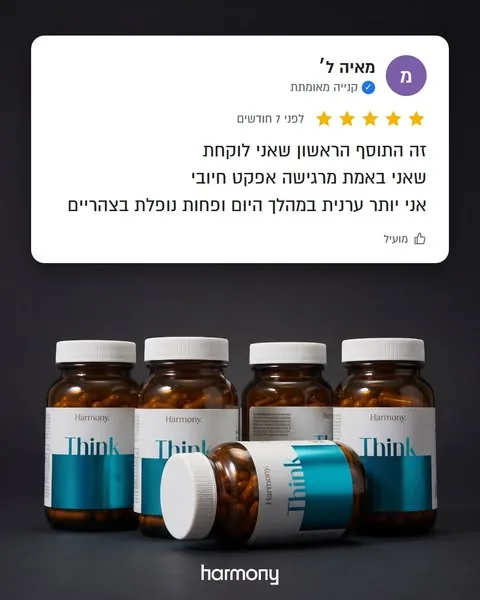 מאיה ל׳
קנייה מאומתת
לפני 7 חודשים
זה התוסף הראשון שאני לוקחת
שאני באמת מרגישה אפקט חיובי
אני יותר ערנית במהלך היום ופחות נופלת בצהריים
מועיל
מ
Harmony.
Think
Harmony.
Think
Harmony.
Think
Harmony.
Think
harmony